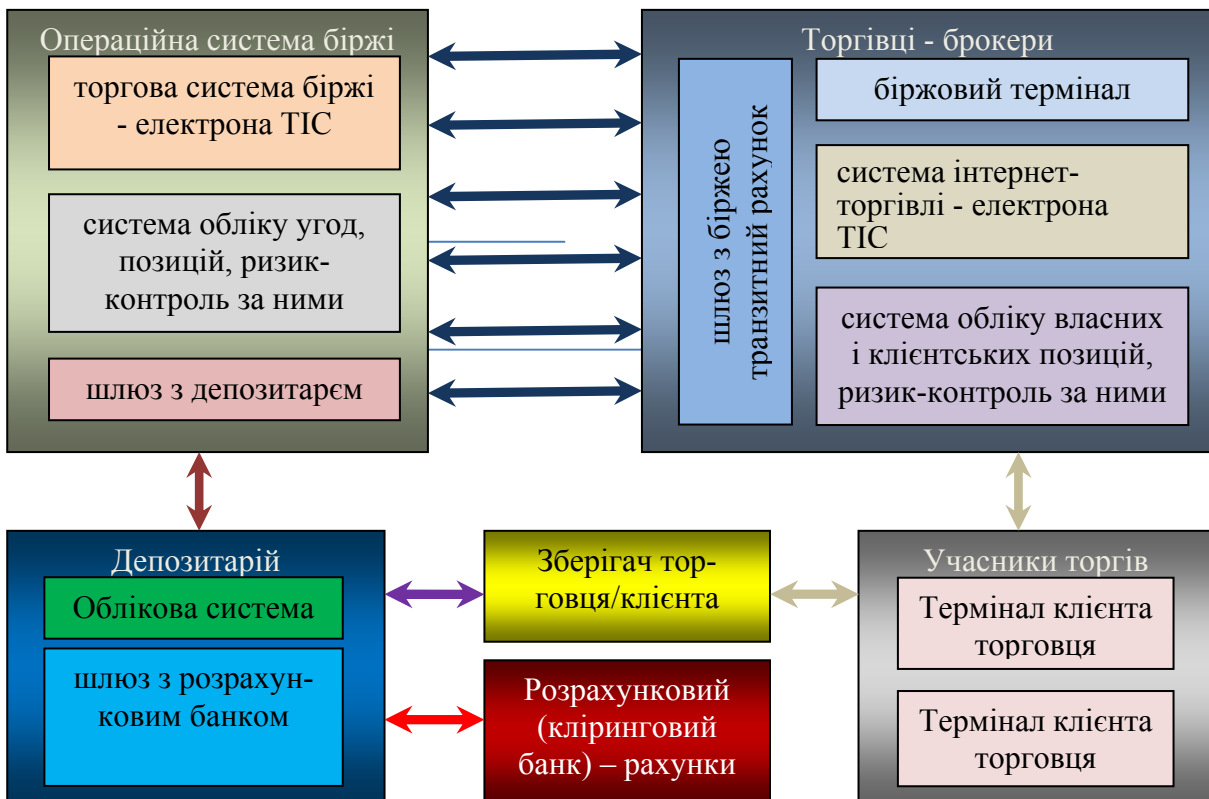 Операційна система біржі
торгова система біржі
- електрона ТІС
система обліку угод,
позицій, ризик-
контроль за ними
шлюз з депозитарєм
Торгівці - брокери
шлюз з біржею
транзитний рахунок
біржовий термінал
система інтернет-
торгівлі - електрона
ТІС
система обліку власних
і клієнтських позицій,
ризик-контроль за ними
Депозитарій
Облікова система
шлюз з розрахун-
ковим банком
Зберігач тор-
говця/клієнта
Розрахунковий
(кліринговий
банк) – рахунки
Учасники торгів
Термінал клієнта
торговця
Термінал клієнта
торговця